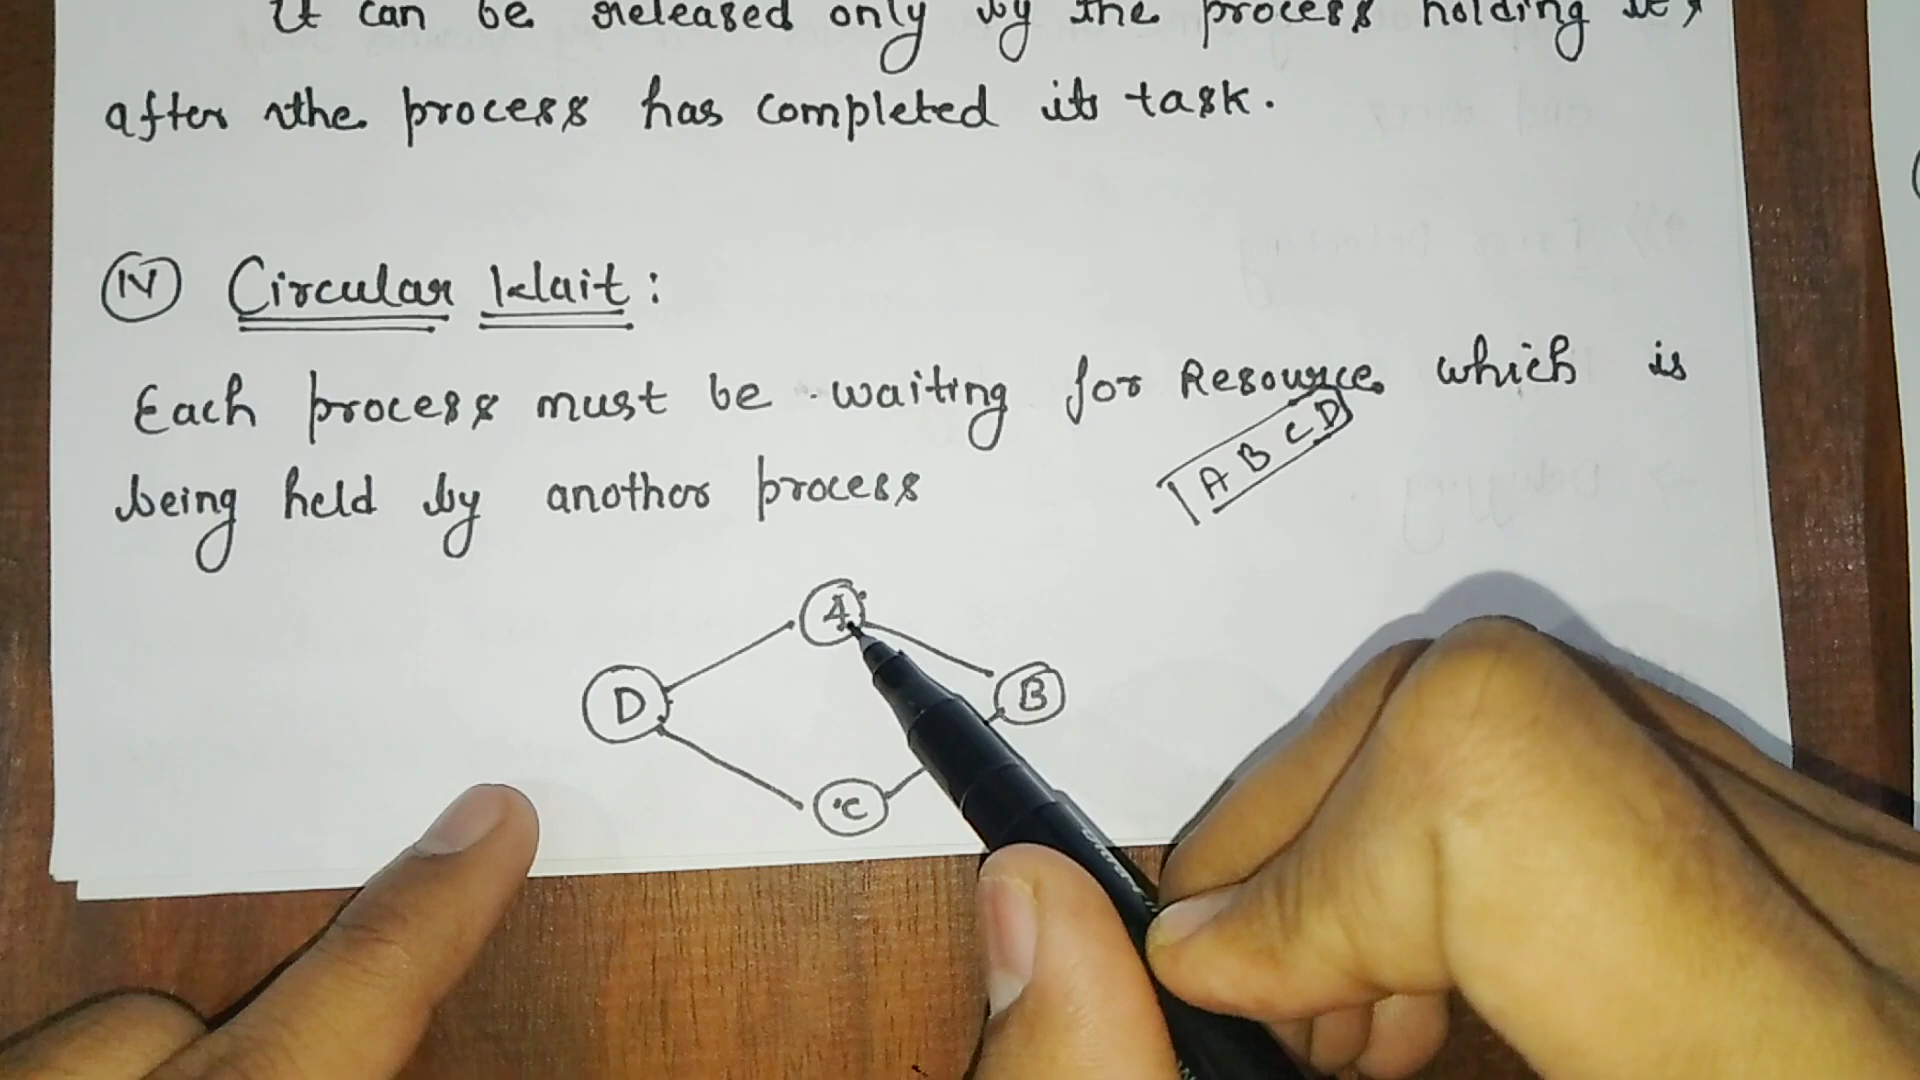 It can be released only by the process holding it,
after the process has completed its task.
IV Circular Wait:
Each process must be waiting for Resource which is
being held by another process
A B C D
A
D
B
C